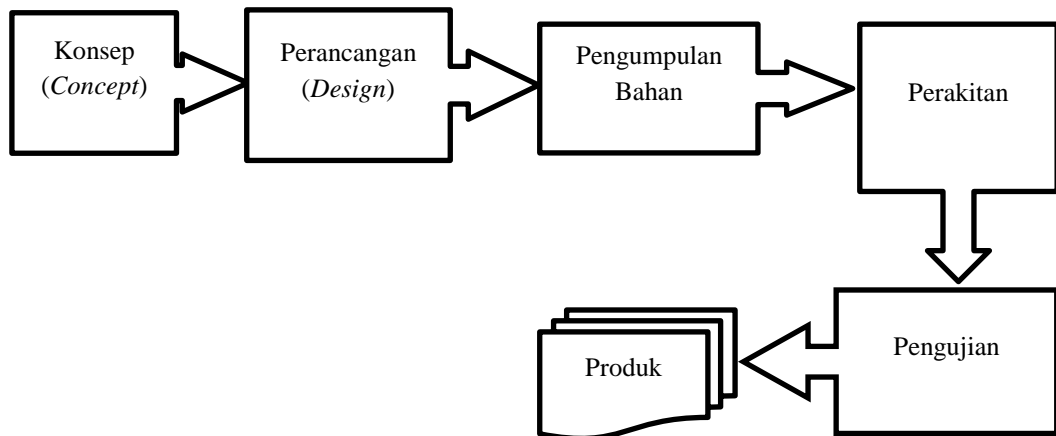 Konsep
(Concept)
Perancangan
(Design)
Pengumpulan
Bahan
Perakitan
Pengujian
Produk